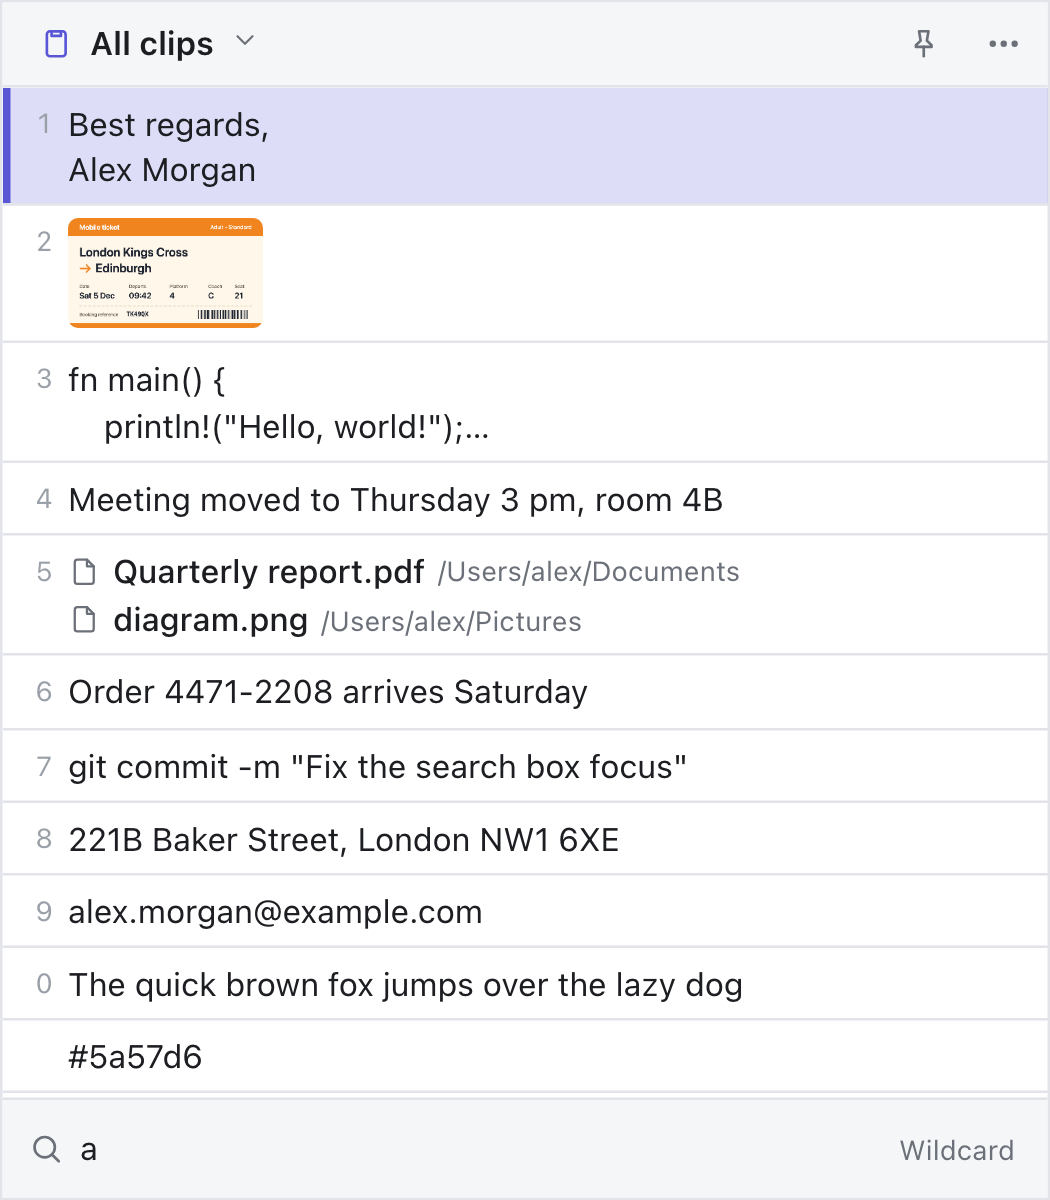 All clips
1 Best regards,
Alex Morgan
2
Mobile ticket Adult • Standard
London Kings Cross
→ Edinburgh
Date Departs Platform Coach Seat
Sat 5 Dec 09:42 4 C 21
Booking reference TK49QX
3 fn main() {
    println!("Hello, world!");...
4 Meeting moved to Thursday 3 pm, room 4B
5 Quarterly report.pdf /Users/alex/Documents
diagram.png /Users/alex/Pictures
6 Order 4471-2208 arrives Saturday
7 git commit -m "Fix the search box focus"
8 221B Baker Street, London NW1 6XE
9 alex.morgan@example.com
0 The quick brown fox jumps over the lazy dog
#5a57d6
a Wildcard